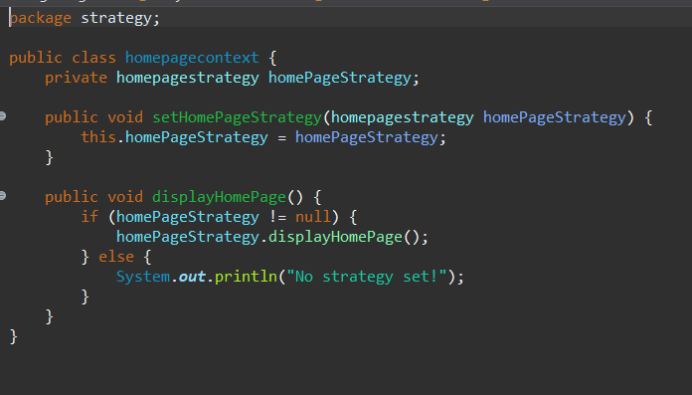 package strategy;
public class homepagecontext {
private homepagestrategy homePageStrategy;
public void setHomePageStrategy(homepagestrategy homePageStrategy) {
this.homePageStrategy = homePageStrategy;
}
public void displayHomePage() {
if (homePageStrategy != null) {
homePageStrategy.displayHomePage();
} else {
System.out.println("No strategy set!");
}
}
}